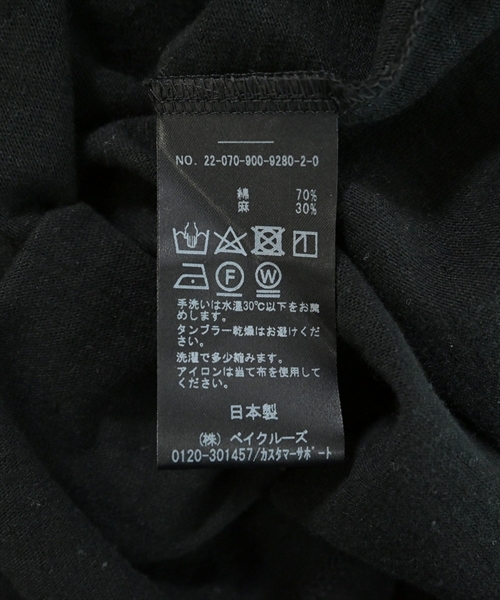 NO. 22-070-900-9280-2-0
綿 70%
麻 30%
F W
手洗いは水温30℃以下をお薦
めします。
タンブラー乾燥はお避けくだ
さい。
洗濯で多少縮みます。
アイロンは当て布を使用して
ください。
日本製
(株) ベイクルーズ
0120-301457/カスタマーサポート